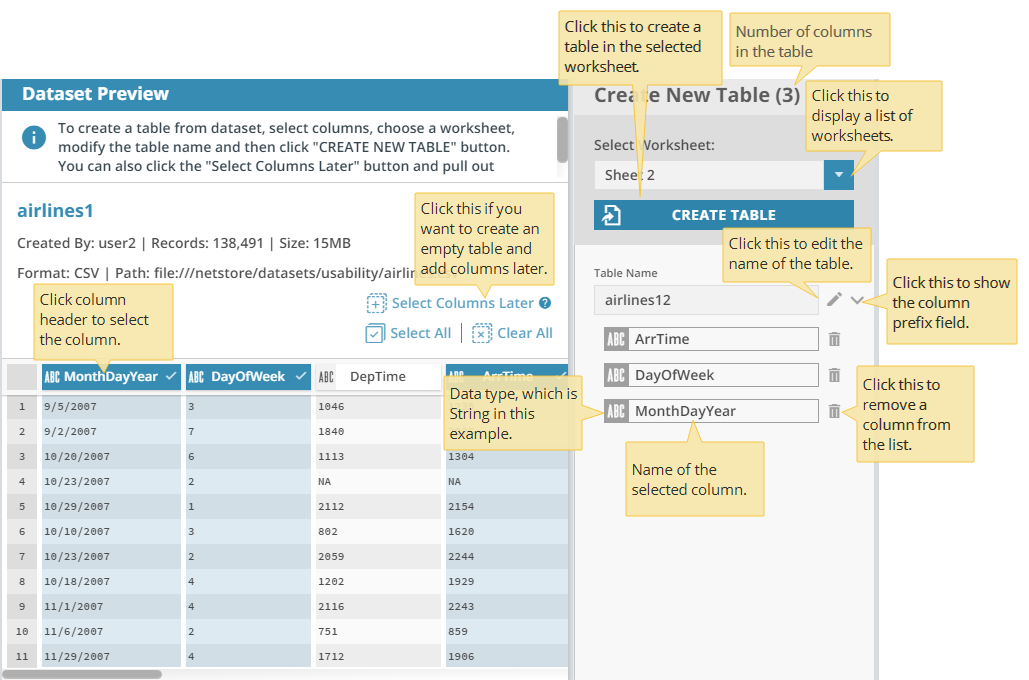 Click this to create a
table in the selected
worksheet.
Number of columns
in the table
Dataset Preview
Create New Table (3)
Click this to
display a list of
worksheets.
To create a table from dataset, select columns, choose a worksheet,
modify the table name and then click "CREATE NEW TABLE" button.
You can also click the "Select Columns Later" button and pull out
Select Worksheet:
Sheet 2
CREATE TABLE
airlines1
Created By: user2 | Records: 138,491 | Size: 15MB
Format: CSV | Path: file:///netstore/datasets/usability/airlin
Click this if you
want to create an
empty table and
add columns later.
Click this to edit the
name of the table.
Click column
header to select
the column.
Select Columns Later ?
Select All | Clear All
Table Name
airlines12
Click this to show
the column
prefix field.
ABC ArrTime
ABC DayOfWeek
ABC MonthDayYear
Click this to
remove a
column from
the list.
Data type, which is
String in this
example.
Name of the
selected column.
ABC MonthDayYear ABC DayOfWeek ABC DepTime ABC ArrTime
1 9/5/2007 3 1046
2 9/2/2007 7 1840
3 10/20/2007 6 1113 1304
4 10/23/2007 2 NA NA
5 10/29/2007 1 2112 2154
6 10/10/2007 3 802 1620
7 10/23/2007 2 2059 2244
8 10/18/2007 4 1202 1929
9 11/1/2007 4 2116 2243
10 11/6/2007 2 751 859
11 11/29/2007 4 1712 1906